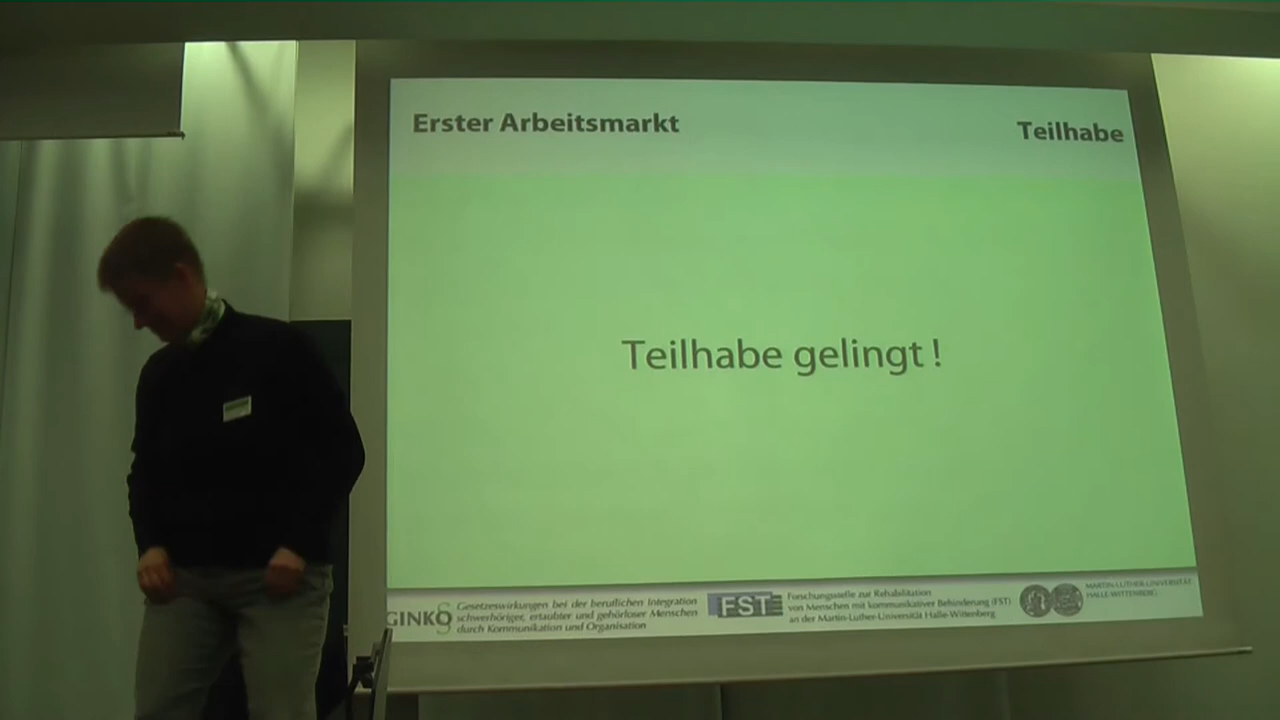 Erster Arbeitsmarkt
Teilhabe
Teilhabe gelingt !
GINKO
Gesetzeswirkungen bei der beruflichen Integration
schwerhöriger, ertaubter und gehörloser Menschen
durch Kommunikation und Organisation
FST
Forschungsstelle zur Rehabilitation
von Menschen mit kommunikativer Behinderung (FST)
an der Martin-Luther-Universität Halle-Wittenberg
MARTIN-LUTHER-UNIVERSITÄT
HALLE-WITTENBERG